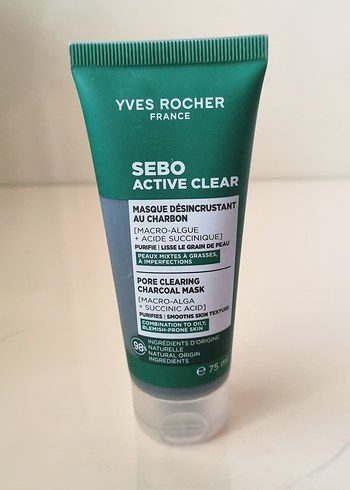 YVES ROCHER
FRANCE
SEBO
ACTIVE CLEAR
MASQUE DÉSINCRUSTANT
AU CHARBON
[MACRO-ALGUE
+ ACIDE SUCCINIQUE]
PURIFIE | LISSE LE GRAIN DE PEAU
PEAUX MIXTES À GRASSES,
À IMPERFECTIONS
PORE CLEARING
CHARCOAL MASK
[MACRO-ALGA
+ SUCCINIC ACID]
PURIFIES | SMOOTHS SKIN TEXTURE
COMBINATION TO OILY,
BLEMISH-PRONE SKIN
98%
INGRÉDIENTS D'ORIGINE
NATURELLE
NATURAL ORIGIN
INGREDIENTS
℮ 75 ml